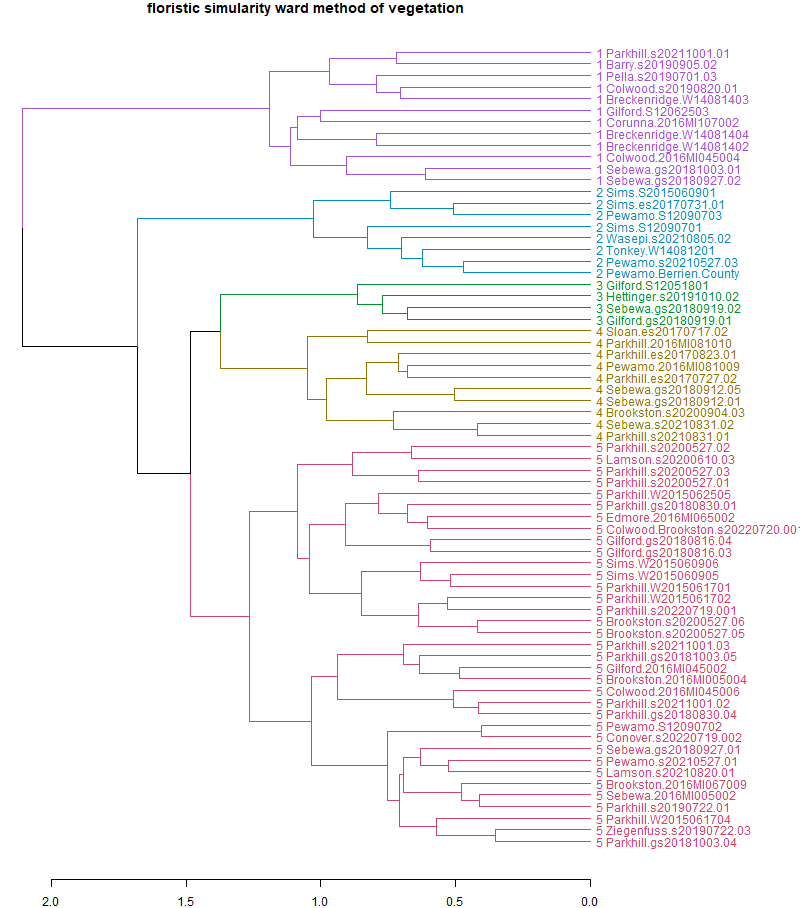 floristic simularity ward method of vegetation
1 Parkhill.s20211001.01
1 Barry.s20190905.02
1 Pella.s20190701.03
1 Colwood.s20190820.01
1 Breckenridge.W14081403
1 Gilford.S12062503
1 Corunna.2016MI107002
1 Breckenridge.W14081404
1 Breckenridge.W14081402
1 Colwood.2016MI045004
1 Sebewa.gs20181003.01
1 Sebewa.gs20180927.02
2 Sims.S2015060901
2 Sims.es20170731.01
2 Pewamo.S12090703
2 Sims.S12090701
2 Wasepi.s20210805.02
2 Tonkey.W14081201
2 Pewamo.s20210527.03
2 Pewamo.Berrien.County
3 Gilford.S12051801
3 Hettinger.s20191010.02
3 Sebewa.gs20180919.02
3 Gilford.gs20180919.01
4 Sloan.es20170717.02
4 Parkhill.2016MI081010
4 Parkhill.es20170823.01
4 Pewamo.2016MI081009
4 Parkhill.es20170727.02
4 Sebewa.gs20180912.05
4 Sebewa.gs20180912.01
4 Brookston.s20200904.03
4 Sebewa.s20210831.02
4 Parkhill.s20210831.01
5 Parkhill.s20200527.02
5 Lamson.s20200610.03
5 Parkhill.s20200527.03
5 Parkhill.s20200527.01
5 Parkhill.W2015062505
5 Parkhill.gs20180830.01
5 Edmore.2016MI065002
5 Colwood.Brookston.s20220720.001
5 Gilford.gs20180816.04
5 Gilford.gs20180816.03
5 Sims.W2015060906
5 Sims.W2015060905
5 Parkhill.W2015061701
5 Parkhill.W2015061702
5 Parkhill.s20220719.001
5 Brookston.s20200527.06
5 Brookston.s20200527.05
5 Parkhill.s20211001.03
5 Parkhill.gs20181003.05
5 Gilford.2016MI045002
5 Brookston.2016MI005004
5 Colwood.2016MI045006
5 Parkhill.s20211001.02
5 Parkhill.gs20180830.04
5 Pewamo.S12090702
5 Conover.s20220719.002
5 Sebewa.gs20180927.01
5 Pewamo.s20210527.01
5 Lamson.s20210820.01
5 Brookston.2016MI067009
5 Sebewa.2016MI005002
5 Parkhill.s20190722.01
5 Parkhill.W2015061704
5 Ziegenfuss.s20190722.03
5 Parkhill.gs20181003.04
2.0 1.5 1.0 0.5 0.0